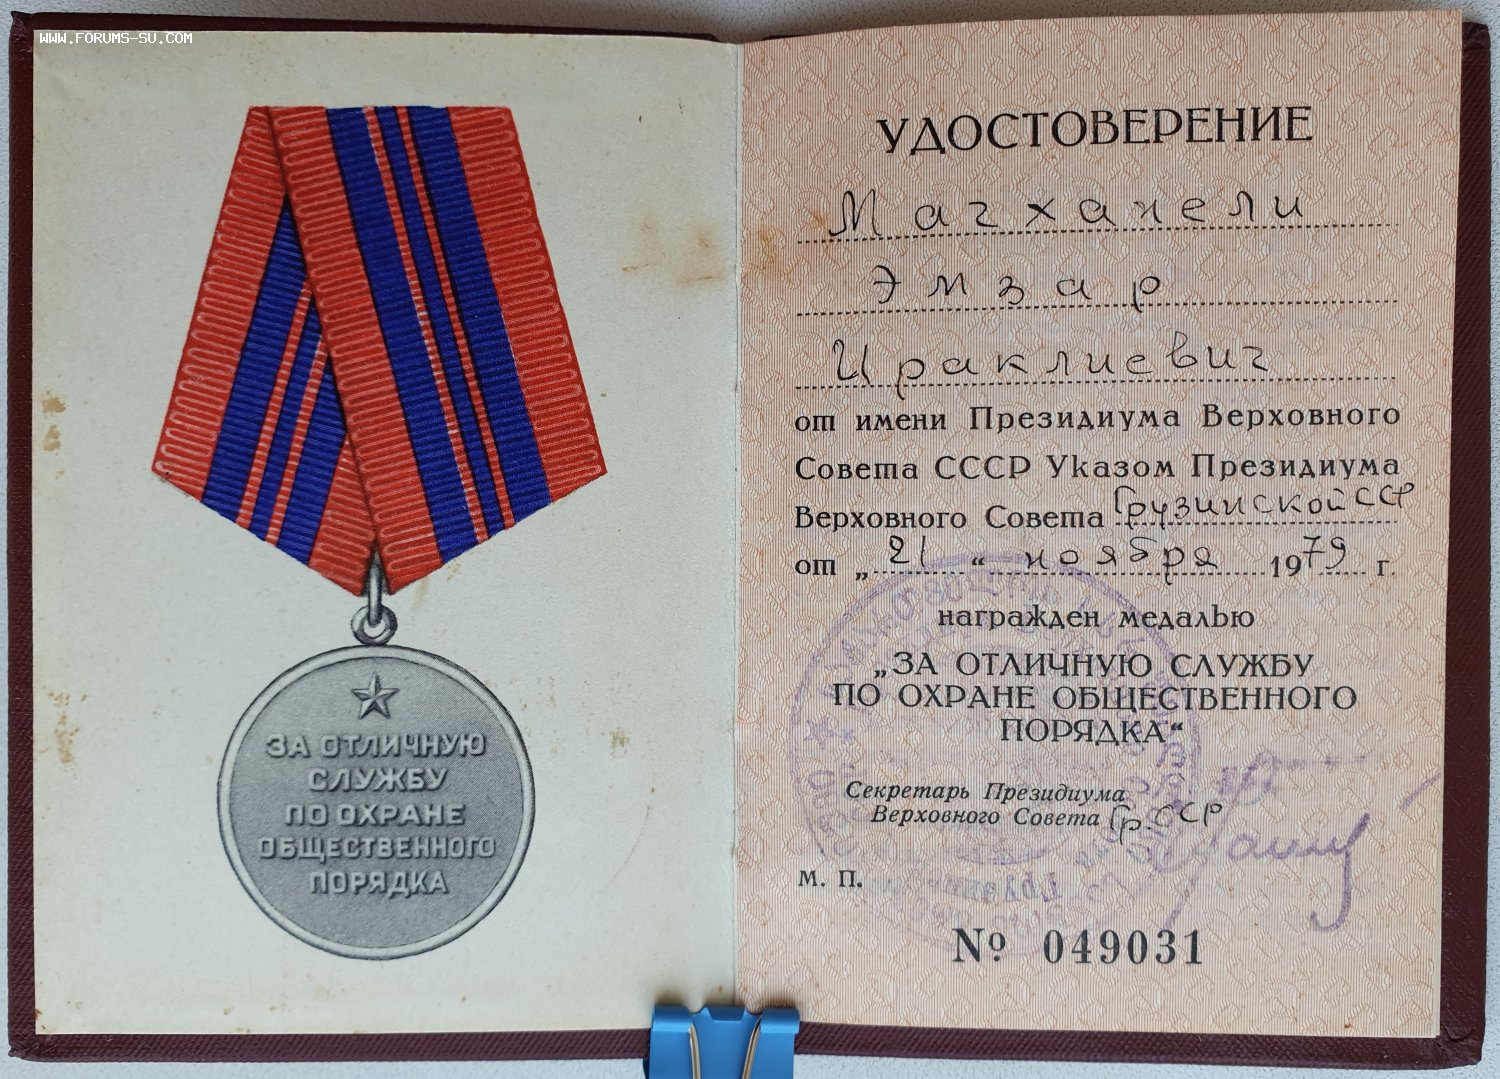 WWW.FORUMS-SU.COM
ЗА ОТЛИЧНУЮ
СЛУЖБУ
ПО ОХРАНЕ
ОБЩЕСТВЕННОГО
ПОРЯДКА
УДОСТОВЕРЕНИЕ
Магханели
Эмзар
Ираклиевич
от имени Президиума Верховного
Совета СССР Указом Президиума
Верховного Совета Грузинской ССР
от „21“ ноября 1979 г.
награжден медалью
„ЗА ОТЛИЧНУЮ СЛУЖБУ
ПО ОХРАНЕ ОБЩЕСТВЕННОГО
ПОРЯДКА“
Секретарь Президиума
Верховного Совета Гр.ССР
М. П.
№ 049031